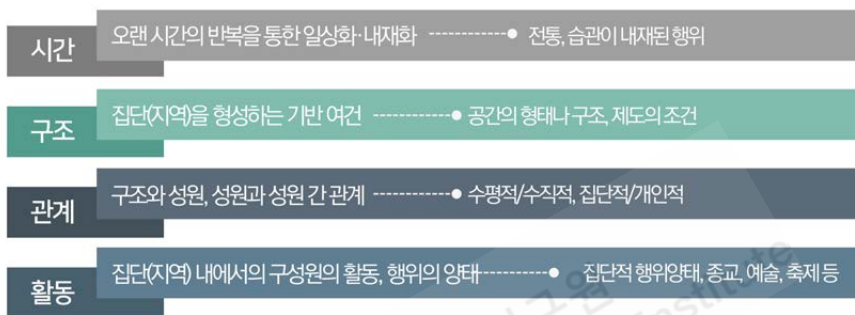 시간 오랜 시간의 반복을 통한 일상화·내재화 전통, 습관이 내재된 행위
구조 집단(지역)을 형성하는 기반 여건 공간의 형태나 구조, 제도의 조건
관계 구조와 성원, 성원과 성원 간 관계 수평적/수직적, 집단적/개인적
활동 집단(지역) 내에서의 구성원의 활동, 행위의 양태 집단적 행위양태, 종교, 예술, 축제 등
구원
Institute